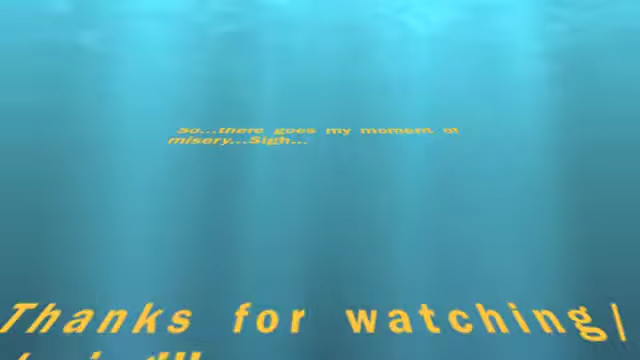 So...there goes my moment of
misery...Sigh...
Thanks for watching|